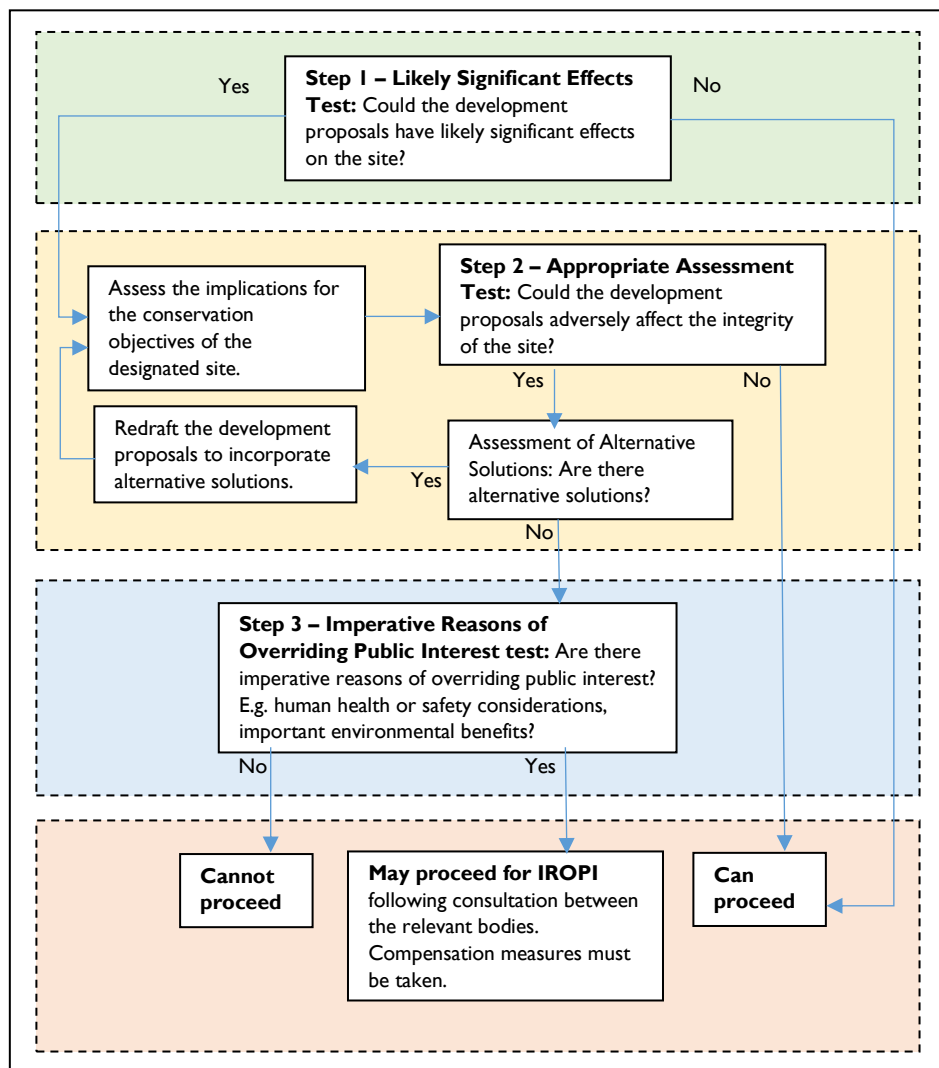 Yes
Step 1 – Likely Significant Effects
Test: Could the development
proposals have likely significant effects
on the site?
No
Assess the implications for
the conservation
objectives of the
designated site.
Step 2 – Appropriate Assessment
Test: Could the development
proposals adversely affect the integrity
of the site?
Yes
No
Redraft the development
proposals to incorporate
alternative solutions.
Yes
Assessment of Alternative
Solutions: Are there
alternative solutions?
No
Step 3 – Imperative Reasons of
Overriding Public Interest test: Are there
imperative reasons of overriding public interest?
E.g. human health or safety considerations,
important environmental benefits?
No
Yes
Cannot
proceed
May proceed for IROPI
following consultation between
the relevant bodies.
Compensation measures must
be taken.
Can
proceed